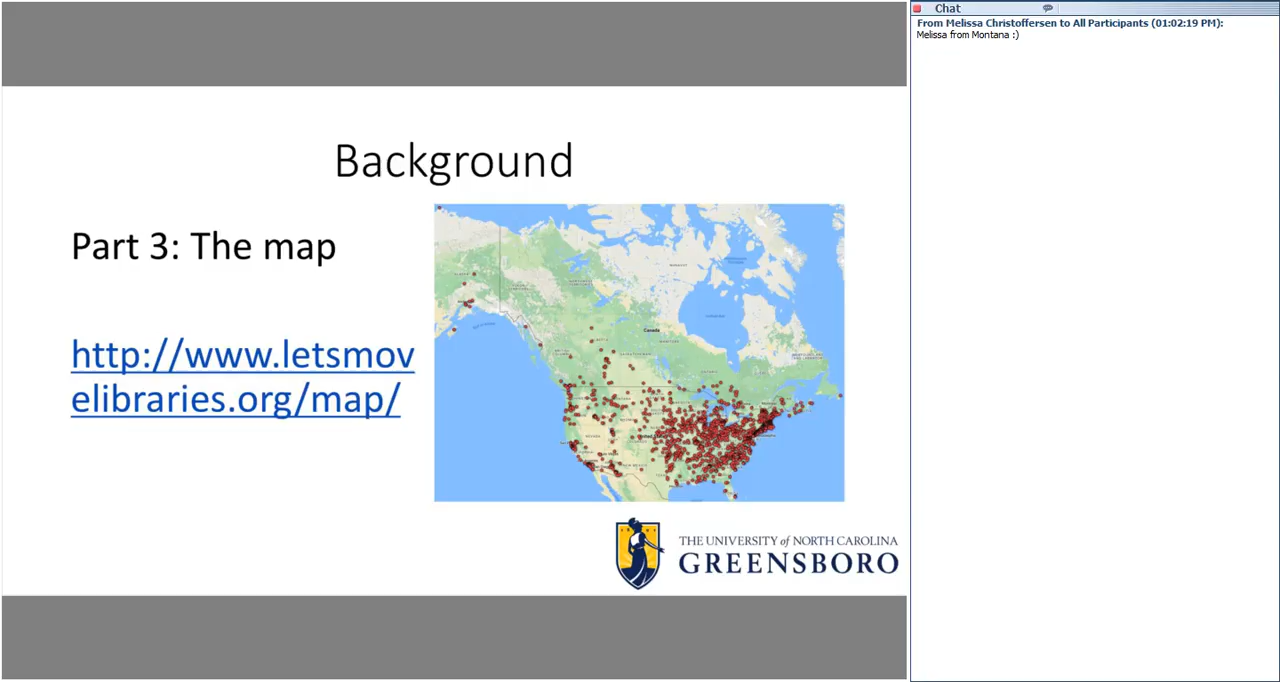 Chat
From Melissa Christoffersen to All Participants (01:02:19 PM):
Melissa from Montana :)
Background
Part 3: The map
http://www.letsmov
elibraries.org/map/
Canada
THE UNIVERSITY of NORTH CAROLINA
GREENSBORO